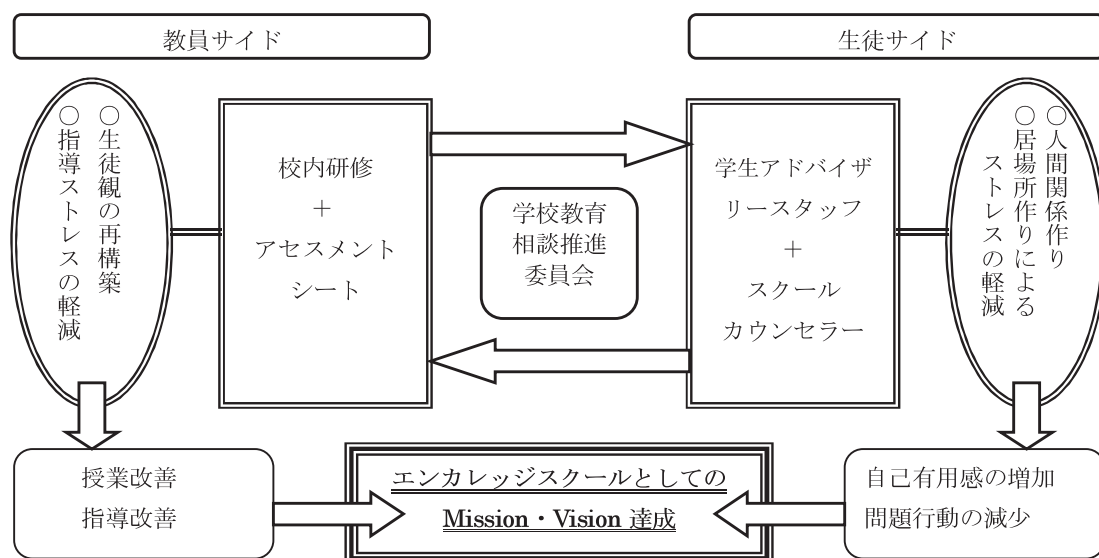 教員サイド
生徒サイド
○生徒観の再構築
○指導ストレスの軽減
校内研修
+
アセスメント
シート
学校教育
相談推進
委員会
学生アドバイザ
リースタッフ
+
スクール
カウンセラー
○人間関係作り
○居場所作りによる
ストレスの軽減
授業改善
指導改善
エンカレッジスクールとしての
Mission・Vision 達成
自己有用感の増加
問題行動の減少